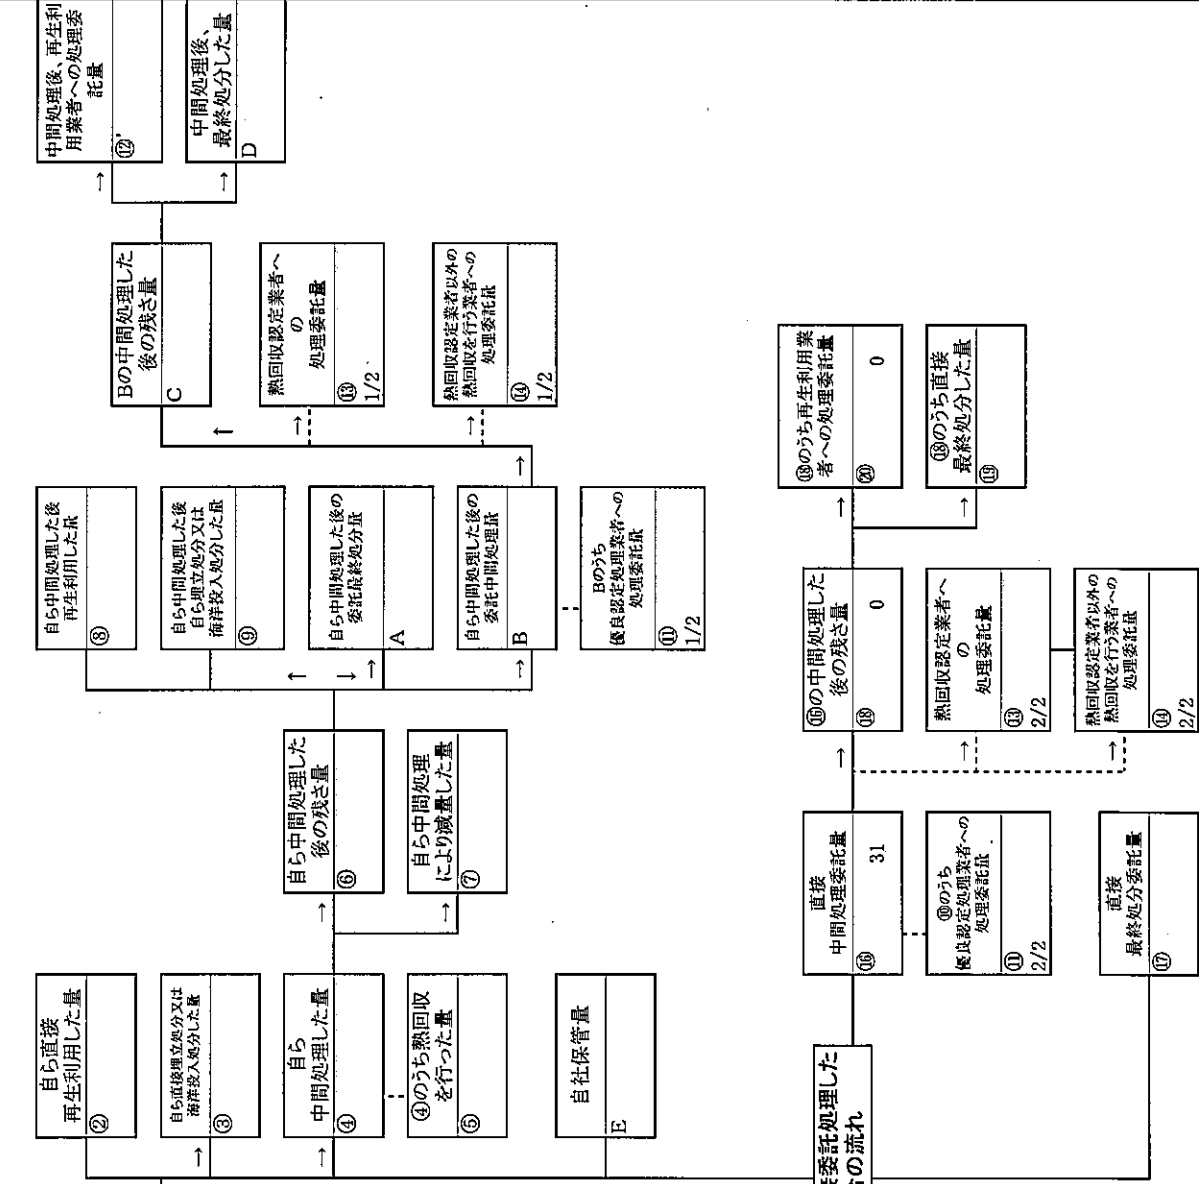 自ら直接
再生利用した量
②
自ら直接埋立処分又は
海洋投入処分した量
③
自ら
中間処理した量
④
④のうち熱回収
を行った量
⑤
自社保管量
E
自ら中間処理した
後の残さ量
⑥
自ら中間処理
により減量した量
⑦
自ら中間処理した後
再生利用した量
⑧
自ら中間処理した後
自ら埋立処分又は
海洋投入処分した量
⑨
自ら中間処理した後の
委託最終処分量
A
自ら中間処理した後の
委託中間処理量
B
Bのうち
優良認定処理業者への
処理委託量
⑪
1/2
Bの中間処理した
後の残さ量
C
熱回収認定業者へ
の
処理委託量
⑬
1/2
熱回収認定業者以外の
熱回収を行う業者への
処理委託量
⑭
1/2
中間処理後、再生利
用業者への処理委
託量
⑫'
中間処理後、
最終処分した量
D
委託処理した
の流れ
直接
中間処理委託量
⑯
31
優良認定処理業者への
処理委託量
⑪
2/2
直接
最終処分委託量
⑰
⑯の中間処理した
後の残さ量
⑱
0
熱回収認定業者へ
の
処理委託量
⑬
2/2
熱回収認定業者以外の
熱回収を行う業者への
処理委託量
⑭
2/2
⑱のうち再生利用業
者への処理委託量
⑳
0
⑱のうち直接
最終処分した量
⑲